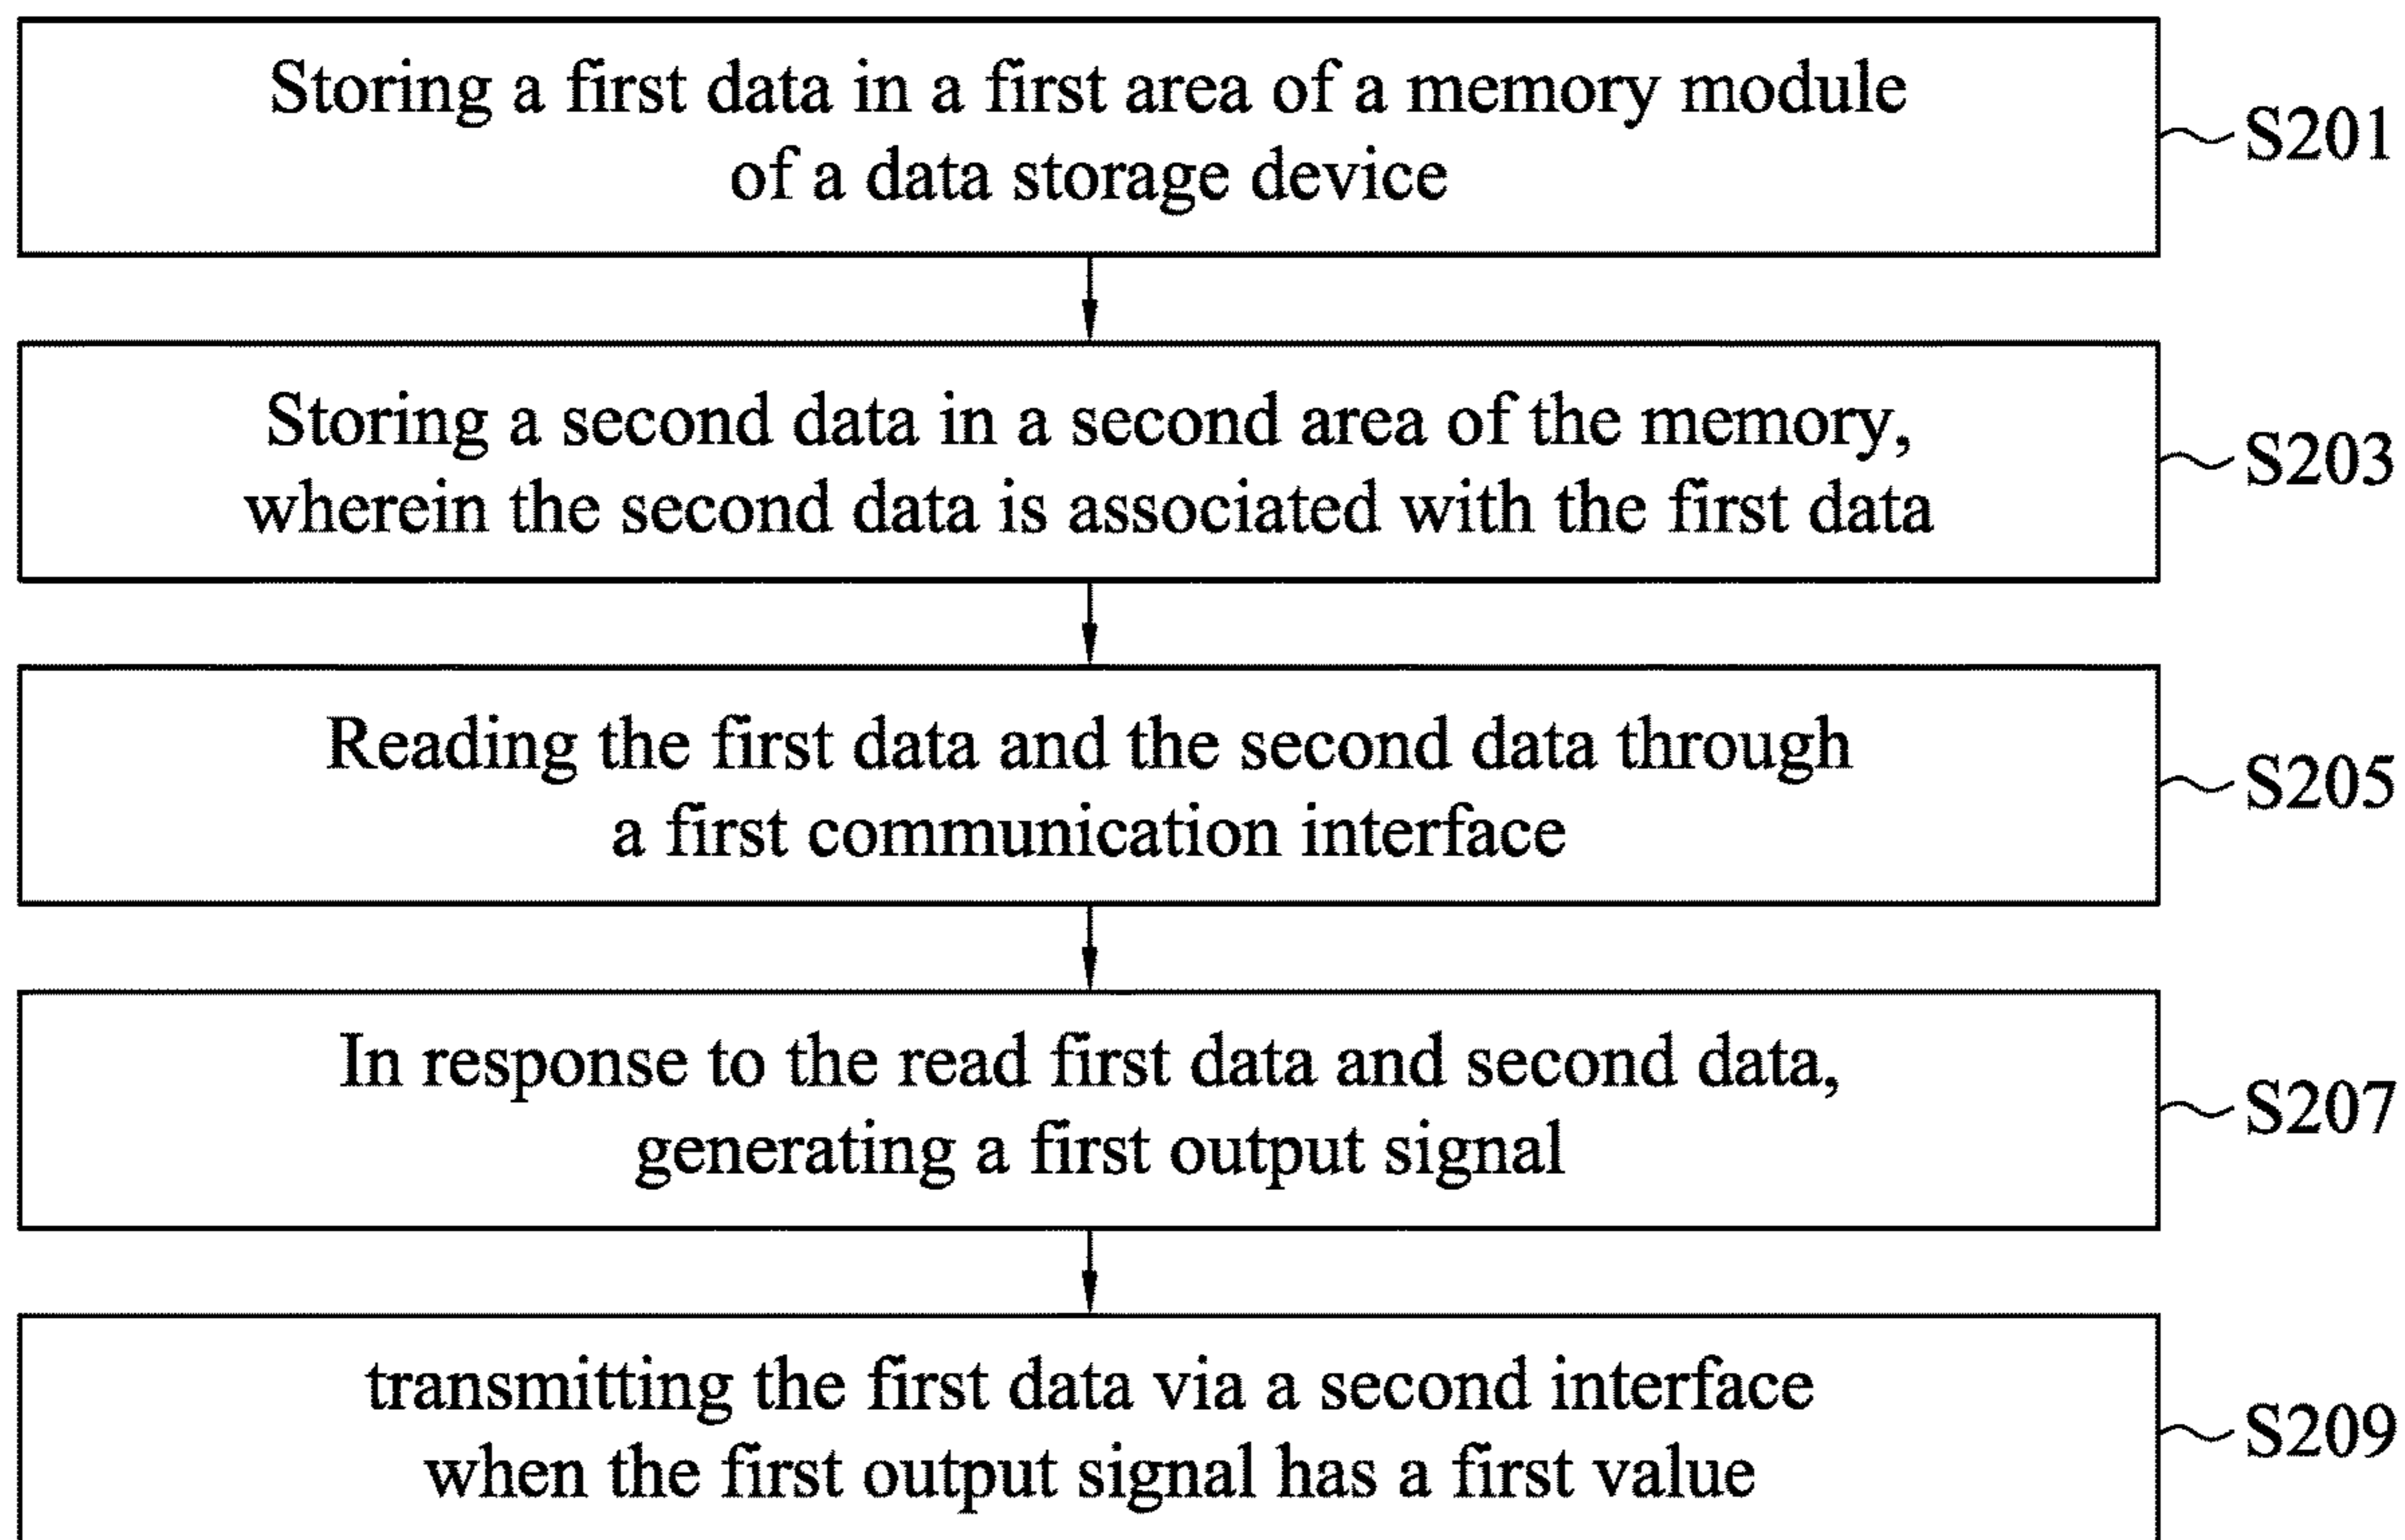 Storing a first data in a first area of a memory module
of a data storage device
S201
Storing a second data in a second area of the memory,
wherein the second data is associated with the first data
S203
Reading the first data and the second data through
a first communication interface
S205
In response to the read first data and second data,
generating a first output signal
S207
transmitting the first data via a second interface
when the first output signal has a first value
S209